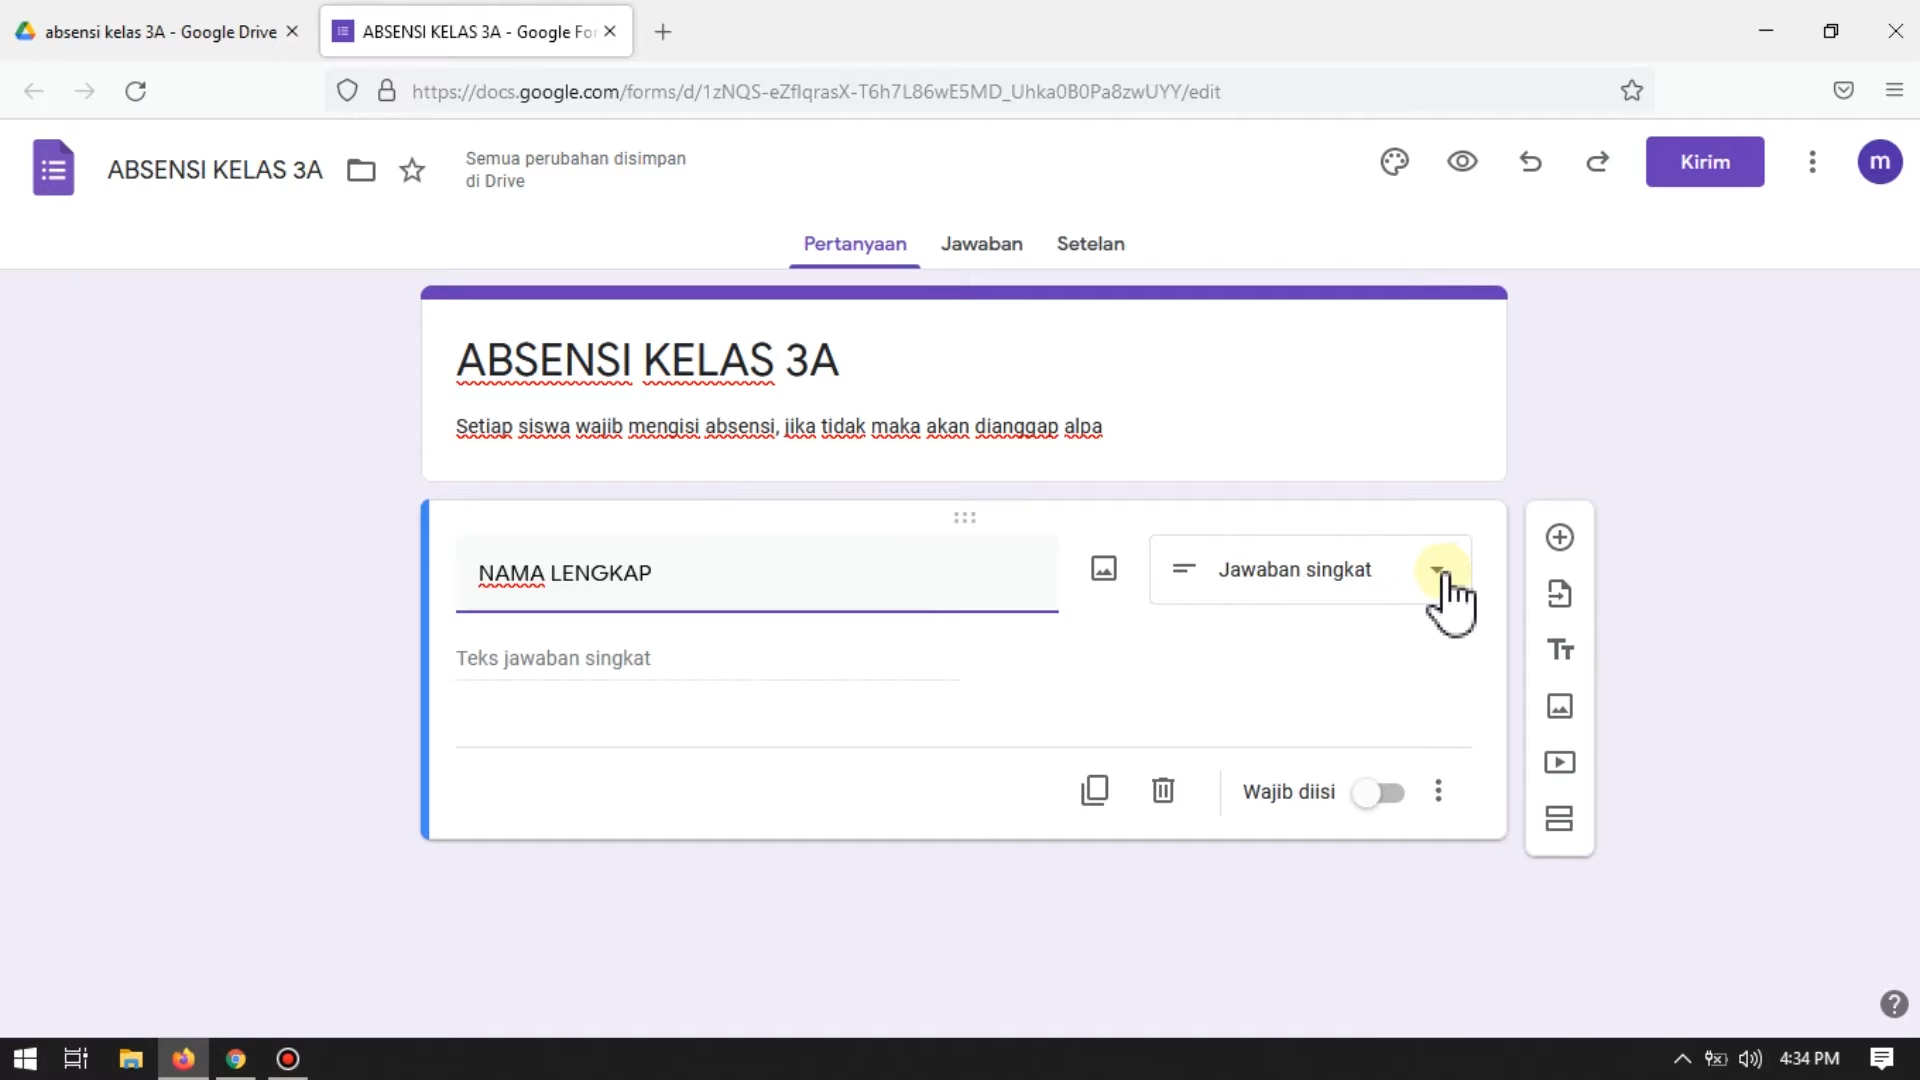 absensi kelas 3A - Google Drive
ABSENSI KELAS 3A - Google For
https://docs.google.com/forms/d/1zNQS-eZfIqrasX-T6h7L86wE5MD_Uhka0B0Pa8zwUYY/edit
ABSENSI KELAS 3A
Semua perubahan disimpan
di Drive
Kirim
m
Pertanyaan Jawaban Setelan
ABSENSI KELAS 3A
Setiap siswa wajib mengisi absensi, jika tidak maka akan dianggap alpa
NAMA LENGKAP
Jawaban singkat
Teks jawaban singkat
Wajib diisi
4:34 PM